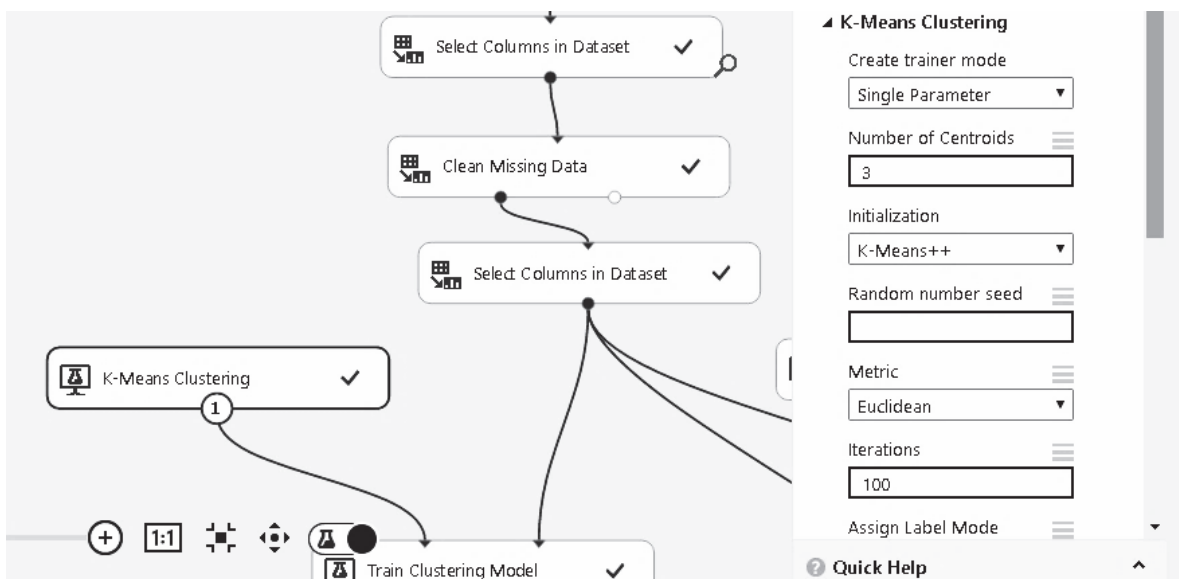 Select Columns in Dataset
Clean Missing Data
Select Columns in Dataset
K-Means Clustering
1
1:1
Train Clustering Model
K-Means Clustering
Create trainer mode
Single Parameter
Number of Centroids
3
Initialization
K-Means++
Random number seed
Metric
Euclidean
Iterations
100
Assign Label Mode
Quick Help